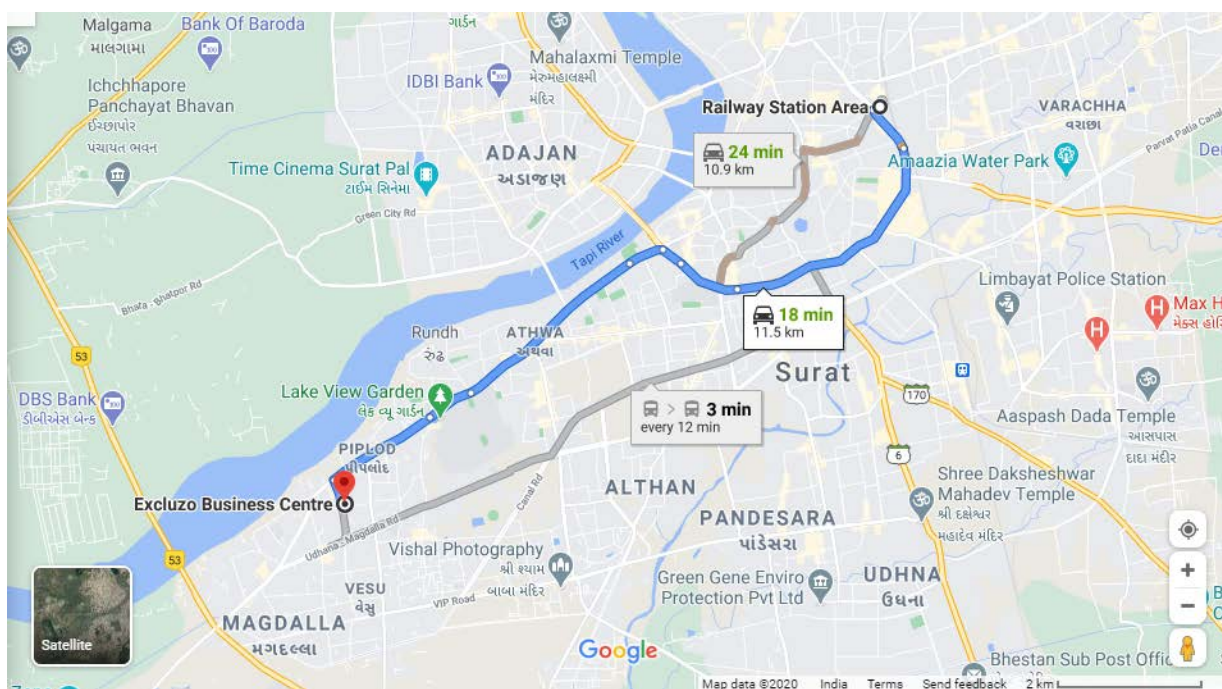 Malgama
માલગામા
Bank Of Baroda
ગાર્ડન
Mahalaxmi Temple
મંદિર
IDBI Bank
Ichchhapore
Panchayat Bhavan
ઈચ્છાપોર
પંચાયત ભવન
Railway Station Area
VARACHHA
વરાછા
Parvat Patia Canal
24 min
10.9 km
ADAJAN
અડાજણ
Amaazia Water Park
Time Cinema Surat Pal
ટાઈમ સિનેમા
Green City Rd
Tapi River
Bhata - Bhatpor Rd
Limbayat Police Station
Max H
18 min
11.5 km
Rundh
રુંઢ
ATHWA
અથવા
53
Surat
Lake View Garden
લેક વ્યૂ ગાર્ડન
DBS Bank
ડીબીએસ બેન્ક
170
3 min
every 12 min
Aaspash Dada Temple
આસપાસ
દાદા મંદીર
6
PIPLOD
પીપલોદ
Shree Daksheshwar
Mahadev Temple
શ્રી દક્ષેશ્વર
મહાદેવ મંદિર
ALTHAN
Canal Rd
Excluzo Business Centre
PANDESARA
પાંડેસરા
Udhana - Magdalla Rd
53
Vishal Photography
શ્રી શ્યામ
બાબા મંદિર
VESU
વેસુ
VIP Road
Green Gene Enviro
Protection Pvt Ltd
UDHNA
ઉધના
MAGDALLA
મગદલ્લા
Satellite
Google
Bhestan Sub Post Offic
Map data ©2020 India Terms Send feedback 2 km